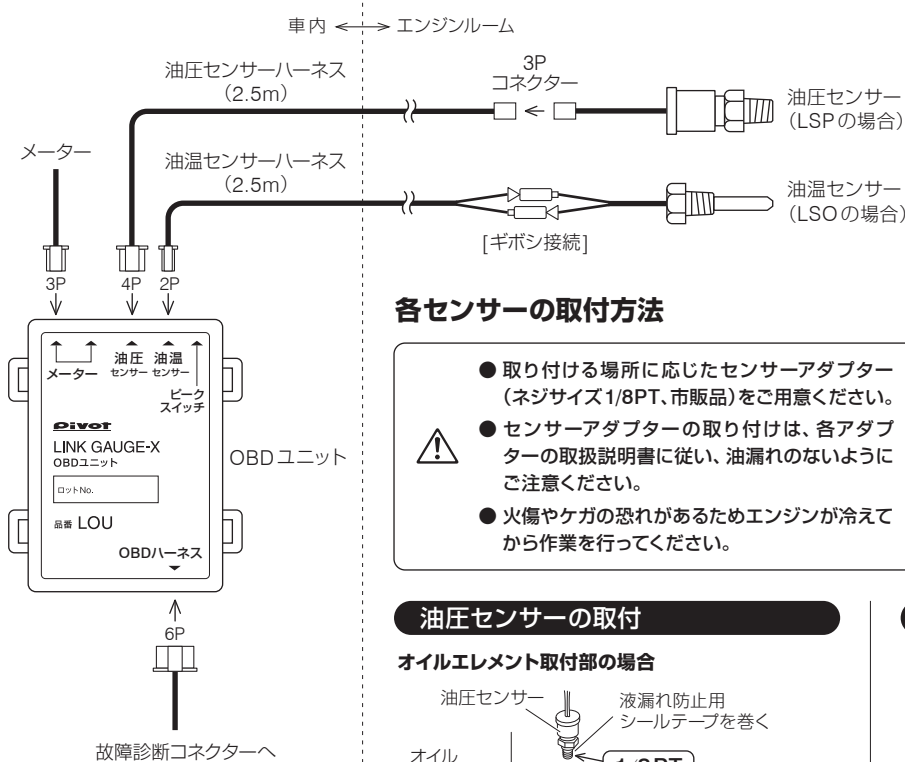 車内
エンジンルーム
油圧センサーハーネス
(2.5m)
3P
コネクター
油圧センサー
(LSPの場合)
メーター
油温センサーハーネス
(2.5m)
油温センサー
(LSOの場合)
[ギボシ接続]
3P
4P
2P
メーター
油圧
センサー
油温
センサー
ピーク
スイッチ
Pivot
LINK GAUGE-X
OBDユニット
ロットNo.
品番 LOU
OBDハーネス
OBDユニット
6P
故障診断コネクターへ
各センサーの取付方法
● 取り付ける場所に応じたセンサーアダプター
(ネジサイズ1/8PT、市販品)をご用意ください。
● センサーアダプターの取り付けは、各アダプ
ターの取扱説明書に従い、油漏れのないように
ご注意ください。
● 火傷やケガの恐れがあるためエンジンが冷えて
から作業を行ってください。
油圧センサーの取付
オイルエレメント取付部の場合
油圧センサー
液漏れ防止用
シールテープを巻く
オイル
1/8PT